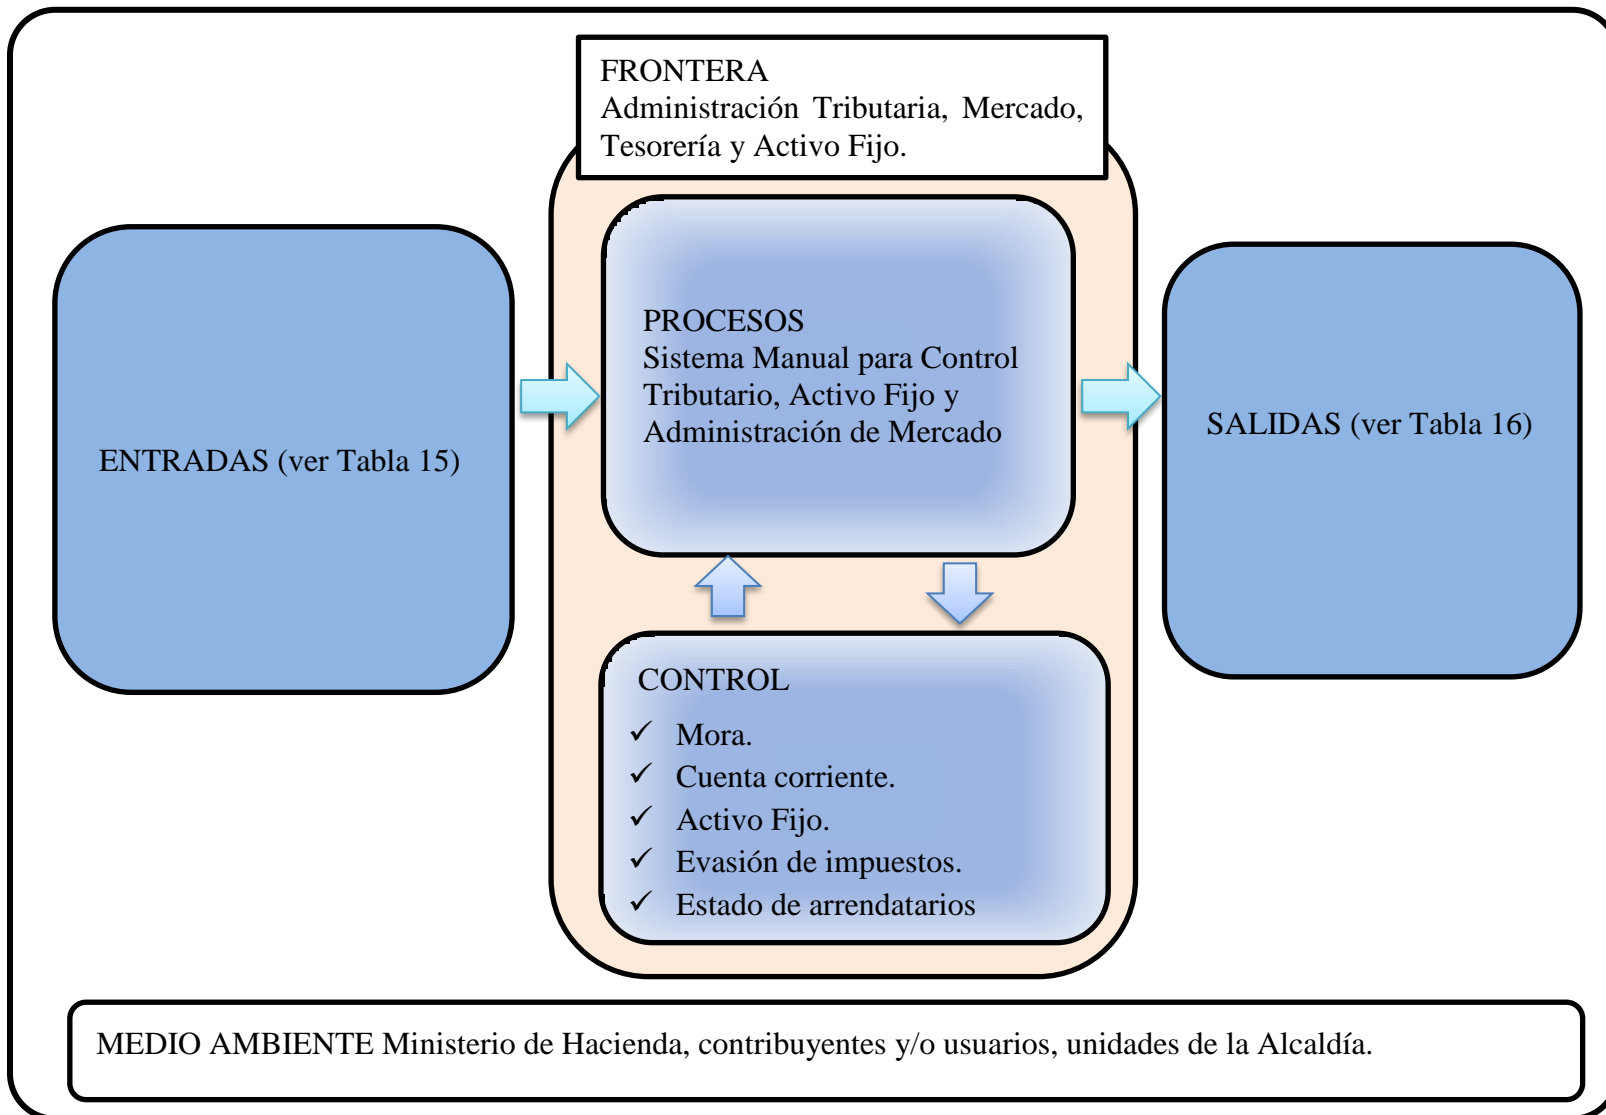 FRONTERA
Administración Tributaria, Mercado,
Tesorería y Activo Fijo.
ENTRADAS (ver Tabla 15)
PROCESOS
Sistema Manual para Control
Tributario, Activo Fijo y
Administración de Mercado
SALIDAS (ver Tabla 16)
CONTROL
✓ Mora.
✓ Cuenta corriente.
✓ Activo Fijo.
✓ Evasión de impuestos.
✓ Estado de arrendatarios
MEDIO AMBIENTE Ministerio de Hacienda, contribuyentes y/o usuarios, unidades de la Alcaldía.